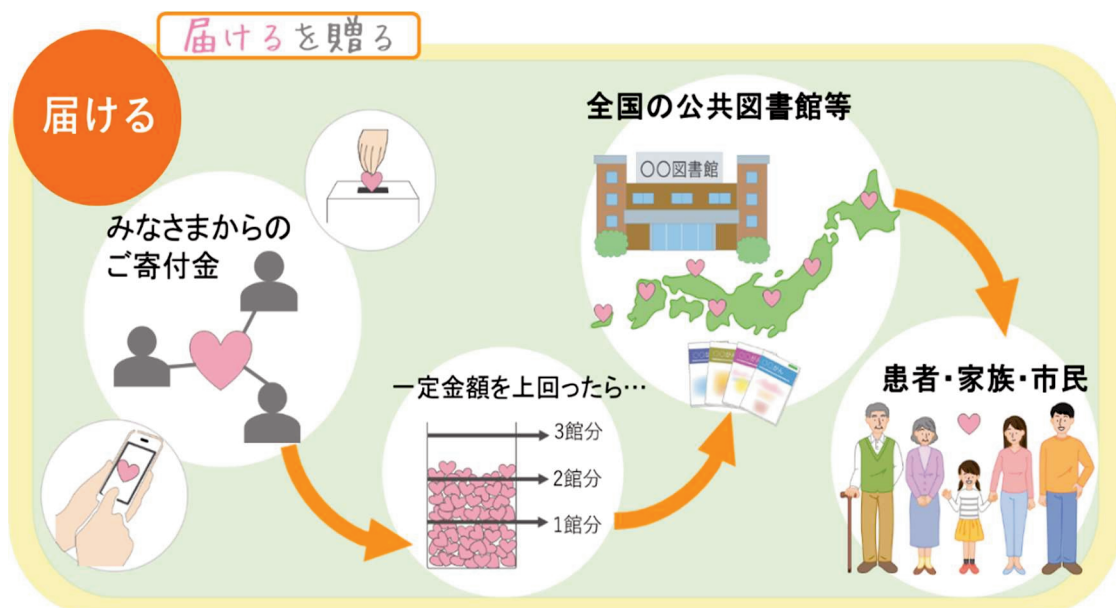 届けるを贈る
届ける
みなさまからの
ご寄付金
一定金額を上回ったら…
3館分
2館分
1館分
全国の公共図書館等
〇〇図書館
患者・家族・市民